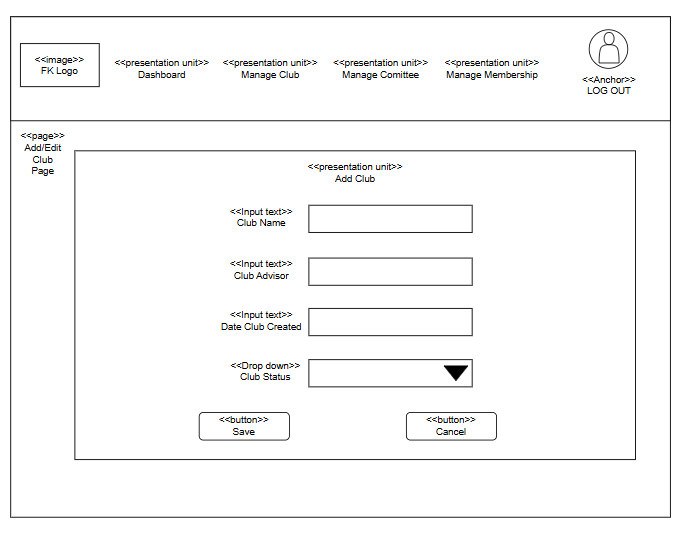 <<image>>
FK Logo
<<presentation unit>>
Dashboard
<<presentation unit>>
Manage Club
<<presentation unit>>
Manage Comittee
<<presentation unit>>
Manage Membership
<<Anchor>>
LOG OUT
<<page>>
Add/Edit
Club
Page
<<presentation unit>>
Add Club
<<Input text>>
Club Name
<<Input text>>
Club Advisor
<<Input text>>
Date Club Created
<<Drop down>>
Club Status
<<button>>
Save
<<button>>
Cancel